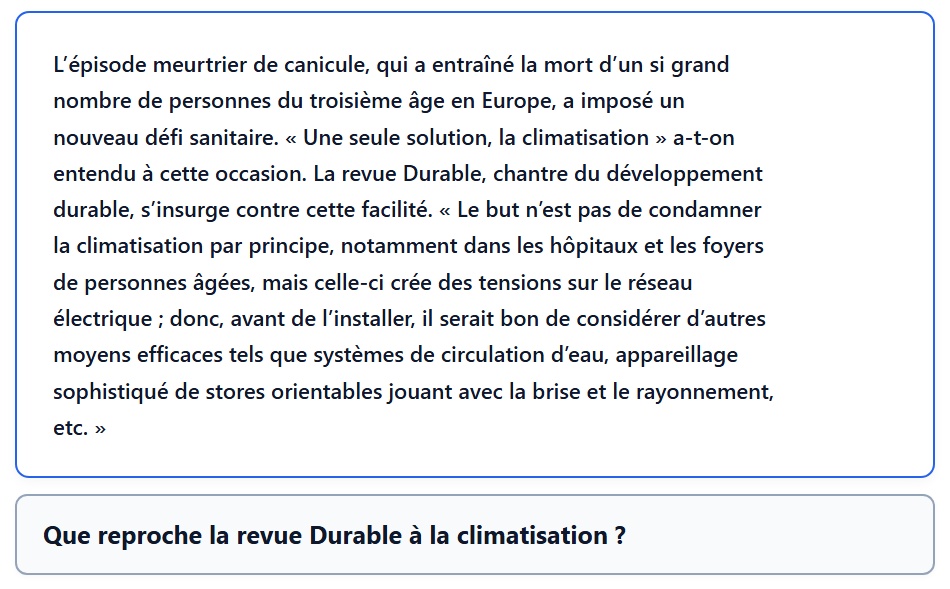 L’épisode meurtrier de canicule, qui a entraîné la mort d’un si grand
nombre de personnes du troisième âge en Europe, a imposé un
nouveau défi sanitaire. « Une seule solution, la climatisation » a-t-on
entendu à cette occasion. La revue Durable, chantre du développement
durable, s’insurge contre cette facilité. « Le but n’est pas de condamner
la climatisation par principe, notamment dans les hôpitaux et les foyers
de personnes âgées, mais celle-ci crée des tensions sur le réseau
électrique ; donc, avant de l’installer, il serait bon de considérer d’autres
moyens efficaces tels que systèmes de circulation d’eau, appareillage
sophistiqué de stores orientables jouant avec la brise et le rayonnement,
etc. »
Que reproche la revue Durable à la climatisation ?